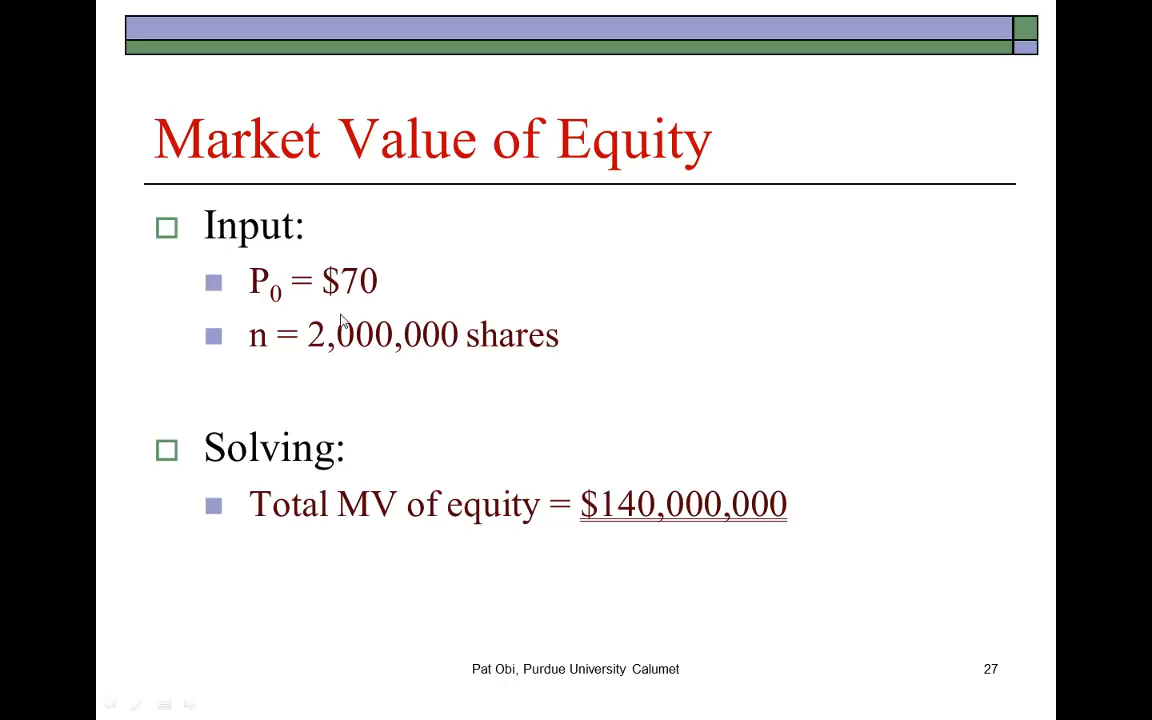 Market Value of Equity
Input:
P₀ = $70
n = 2,000,000 shares
Solving:
Total MV of equity = $140,000,000
Pat Obi, Purdue University Calumet
27